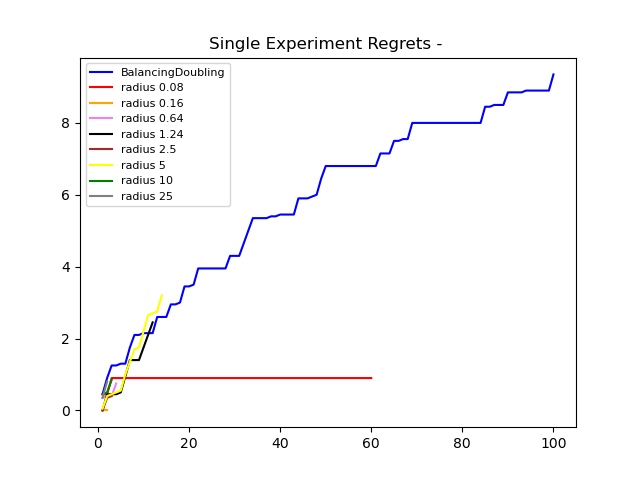 Single Experiment Regrets -
BalancingDoubling
radius 0.08
radius 0.16
radius 0.64
radius 1.24
radius 2.5
radius 5
radius 10
radius 25
8
6
4
2
0
0 20 40 60 80 100